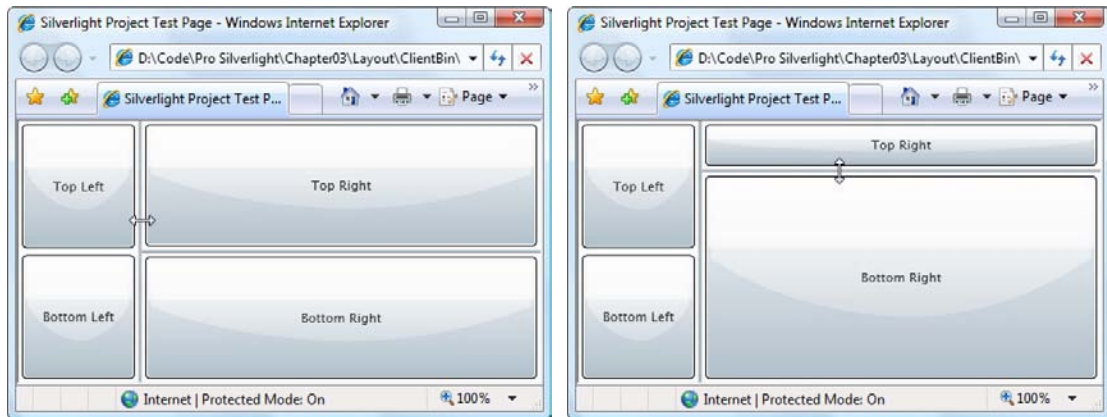 Silverlight Project Test Page - Windows Internet Explorer
D:\Code\Pro Silverlight\Chapter03\Layout\ClientBin\
Silverlight Project Test P...
Page
Top Left
Top Right
Bottom Left
Bottom Right
Internet | Protected Mode: On
100%
Silverlight Project Test Page - Windows Internet Explorer
D:\Code\Pro Silverlight\Chapter03\Layout\ClientBin\
Silverlight Project Test P...
Page
Top Right
Top Left
Bottom Right
Bottom Left
Internet | Protected Mode: On
100%